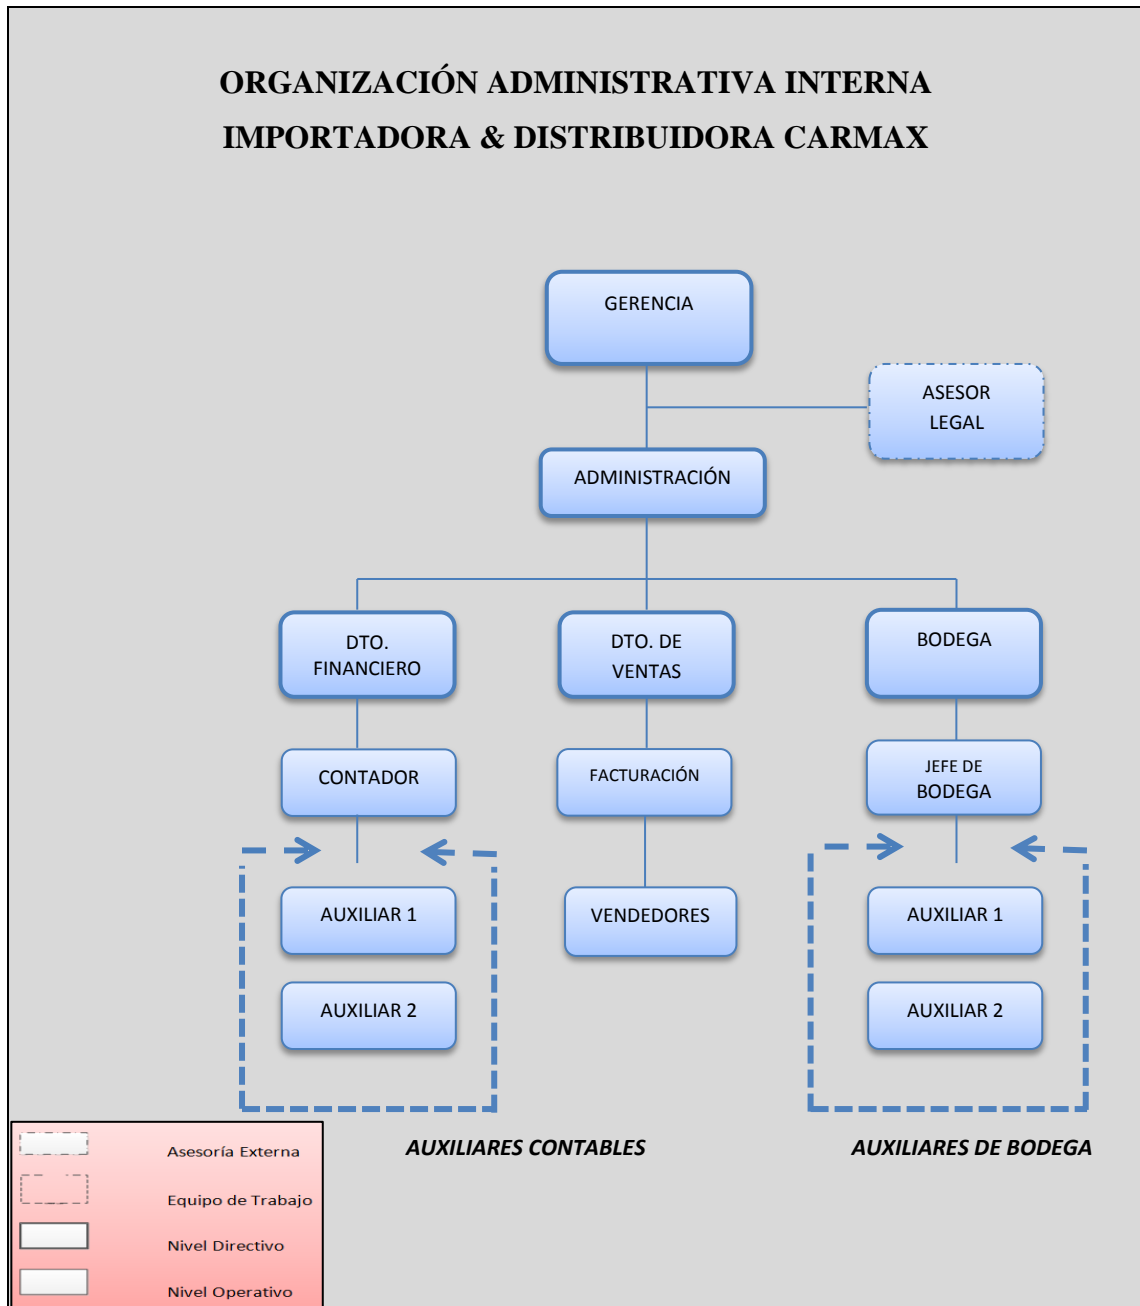 ORGANIZACIÓN ADMINISTRATIVA INTERNA
IMPORTADORA & DISTRIBUIDORA CARMAX
GERENCIA
ASESOR
LEGAL
ADMINISTRACIÓN
DTO.
FINANCIERO
DTO. DE
VENTAS
BODEGA
CONTADOR
FACTURACIÓN
JEFE DE
BODEGA
AUXILIAR 1
VENDEDORES
AUXILIAR 1
AUXILIAR 2
AUXILIAR 2
AUXILIARES CONTABLES
AUXILIARES DE BODEGA
Asesoría Externa
Equipo de Trabajo
Nivel Directivo
Nivel Operativo